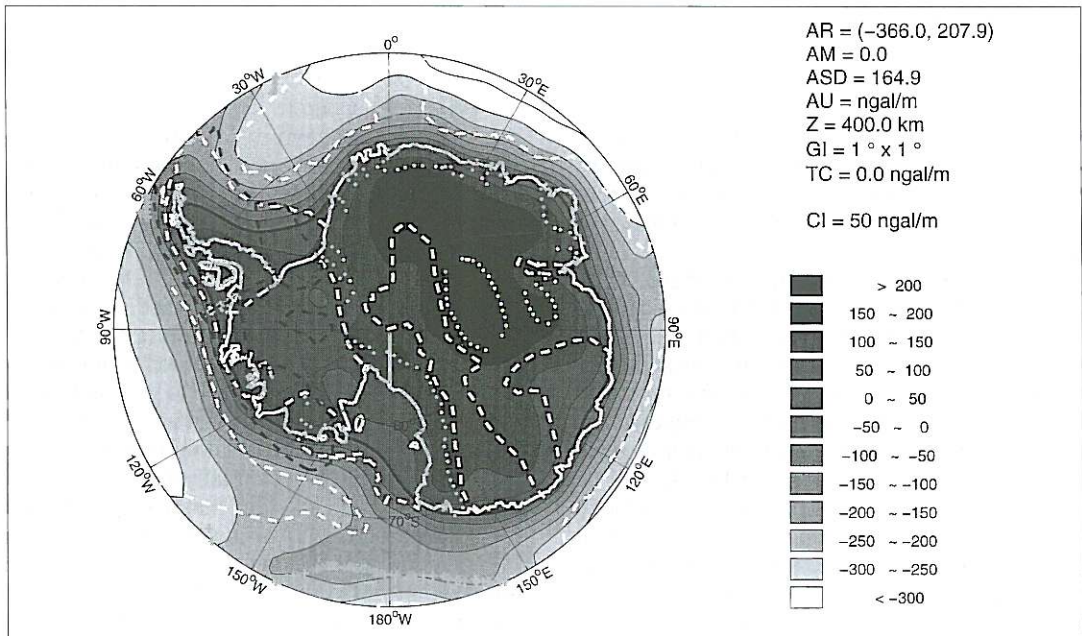 AR = (−366.0, 207.9)
AM = 0.0
ASD = 164.9
AU = ngal/m
Z = 400.0 km
GI = 1 ° x 1 °
TC = 0.0 ngal/m
CI = 50 ngal/m
> 200
150 ~ 200
100 ~ 150
50 ~ 100
0 ~ 50
−50 ~ 0
−100 ~ −50
−150 ~ −100
−200 ~ −150
−250 ~ −200
−300 ~ −250
< −300
0°
30°E
60°E
90°E
120°E
150°E
180°W
150°W
120°W
90°W
60°W
30°W
70°S